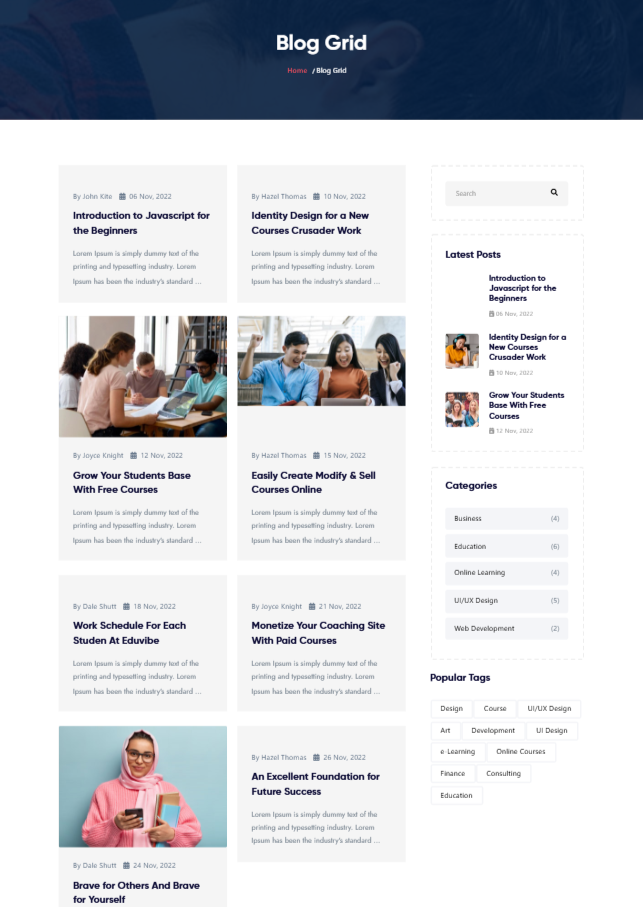 Blog Grid
Home / Blog Grid
By John Kite 06 Nov, 2022
Introduction to Javascript for
the Beginners
Lorem Ipsum is simply dummy text of the
printing and typesetting industry. Lorem
Ipsum has been the industry's standard ...
By Hazel Thomas 10 Nov, 2022
Identity Design for a New
Courses Crusader Work
Lorem Ipsum is simply dummy text of the
printing and typesetting industry. Lorem
Ipsum has been the industry's standard ...
By Joyce Knight 12 Nov, 2022
Grow Your Students Base
With Free Courses
Lorem Ipsum is simply dummy text of the
printing and typesetting industry. Lorem
Ipsum has been the industry's standard ...
By Hazel Thomas 15 Nov, 2022
Easily Create Modify & Sell
Courses Online
Lorem Ipsum is simply dummy text of the
printing and typesetting industry. Lorem
Ipsum has been the industry's standard ...
By Dale Shutt 18 Nov, 2022
Work Schedule For Each
Studen At Eduvibe
Lorem Ipsum is simply dummy text of the
printing and typesetting industry. Lorem
Ipsum has been the industry's standard ...
By Joyce Knight 21 Nov, 2022
Monetize Your Coaching Site
With Paid Courses
Lorem Ipsum is simply dummy text of the
printing and typesetting industry. Lorem
Ipsum has been the industry's standard ...
By Dale Shutt 24 Nov, 2022
Brave for Others And Brave
for Yourself
By Hazel Thomas 26 Nov, 2022
An Excellent Foundation for
Future Success
Lorem Ipsum is simply dummy text of the
printing and typesetting industry. Lorem
Ipsum has been the industry's standard ...
Search
Latest Posts
Introduction to
Javascript for the
Beginners
06 Nov, 2022
Identity Design for a
New Courses
Crusader Work
10 Nov, 2022
Grow Your Students
Base With Free
Courses
12 Nov, 2022
Categories
Business (4)
Education (6)
Online Learning (4)
UI/UX Design (5)
Web Development (2)
Popular Tags
Design Course UI/UX Design
Art Development UI Design
e-Learning Online Courses
Finance Consulting
Education